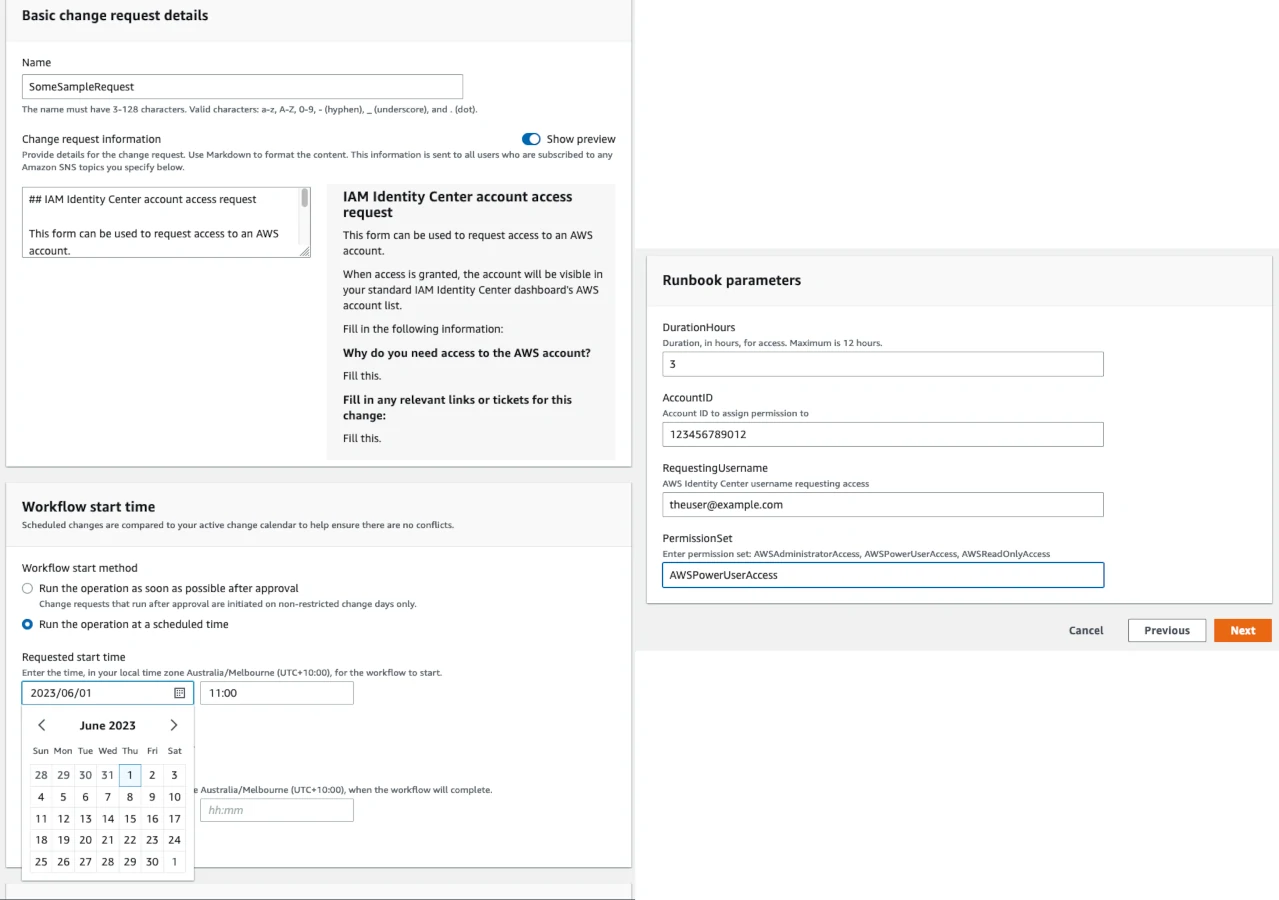 Basic change request details
Name
SomeSampleRequest
The name must have 3-128 characters. Valid characters: a-z, A-Z, 0-9, - (hyphen), _ (underscore), and . (dot).
Change request information
Show preview
Provide details for the change request. Use Markdown to format the content. This information is sent to all users who are subscribed to any
Amazon SNS topics you specify below.
## IAM Identity Center account access request
This form can be used to request access to an AWS
account.
IAM Identity Center account access
request
This form can be used to request access to an AWS
account.
When access is granted, the account will be visible in
your standard IAM Identity Center dashboard's AWS
account list.
Fill in the following information:
Why do you need access to the AWS account?
Fill this.
Fill in any relevant links or tickets for this
change:
Fill this.
Workflow start time
Scheduled changes are compared to your active change calendar to help ensure there are no conflicts.
Workflow start method
Run the operation as soon as possible after approval
Change requests that run after approval are initiated on non-restricted change days only.
Run the operation at a scheduled time
Requested start time
Enter the time, in your local time zone Australia/Melbourne (UTC+10:00), for the workflow to start.
2023/06/01
11:00
June 2023
Sun Mon Tue Wed Thu Fri Sat
28 29 30 31 1 2 3
4 5 6 7 8 9 10
11 12 13 14 15 16 17
18 19 20 21 22 23 24
25 26 27 28 29 30 1
e Australia/Melbourne (UTC+10:00), when the workflow will complete.
hh:mm
Runbook parameters
DurationHours
Duration, in hours, for access. Maximum is 12 hours.
3
AccountID
Account ID to assign permission to
123456789012
RequestingUsername
AWS Identity Center username requesting access
theuser@example.com
PermissionSet
Enter permission set: AWSAdministratorAccess, AWSPowerUserAccess, AWSReadOnlyAccess
AWSPowerUserAccess
Cancel
Previous
Next